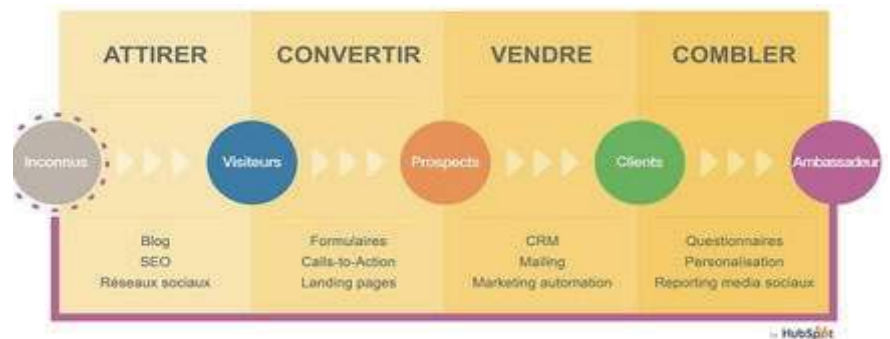 ATTIRER
CONVERTIR
VENDRE
COMBLER
Inconnus
Visiteurs
Prospects
Clients
Ambassadeur
Blog
SEO
Réseaux sociaux
Formulaires
Calls-to-Action
Landing pages
CRM
Mailing
Marketing automation
Questionnaires
Personalisation
Reporting media sociaux
by HubSpot